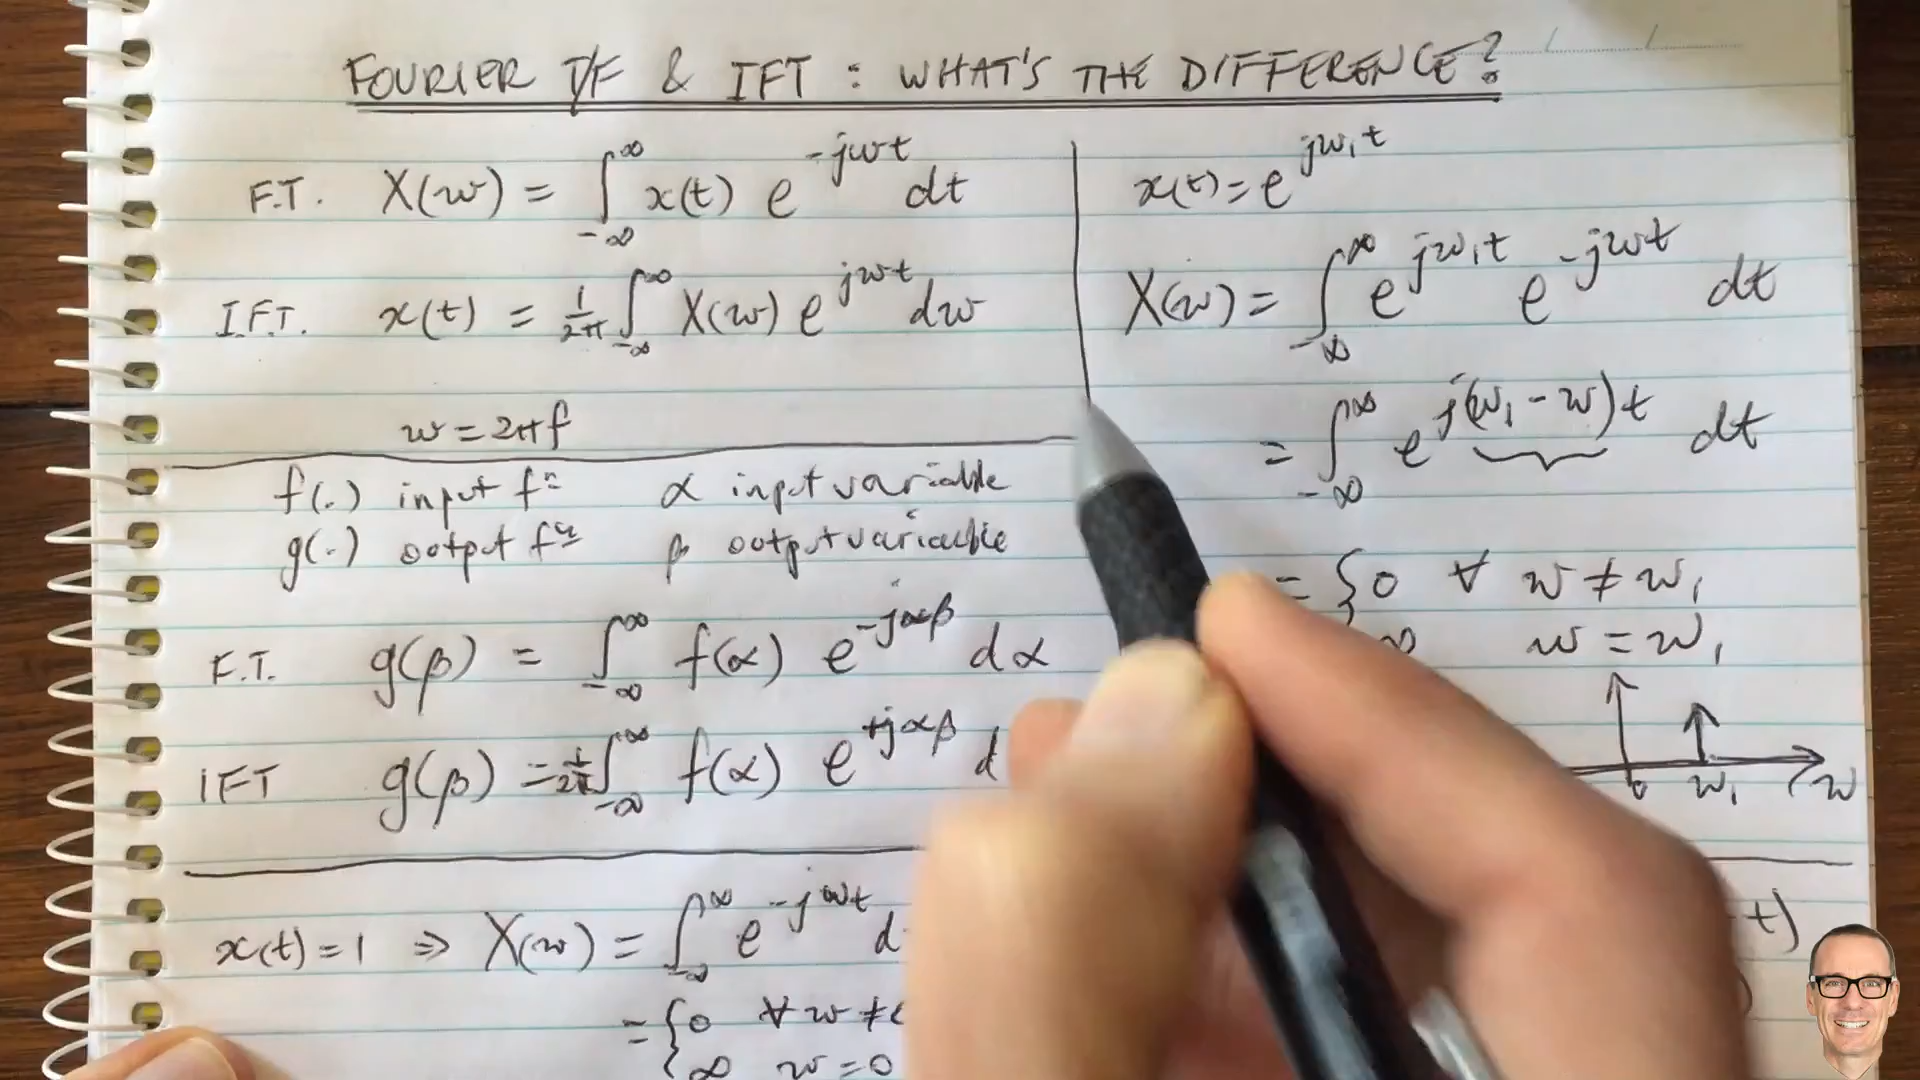 FOURIER T/F & IFT : WHAT'S THE DIFFERENCE?
F.T. X(w) = ∫_{-∞}^{∞} x(t) e^{-jwt} dt
I.F.T. x(t) = 1/2π ∫_{-∞}^{∞} X(w) e^{jwt} dw
w = 2πf
f(.) input fⁿ α input variable
g(.) output fⁿ β output variable
F.T. g(β) = ∫_{-∞}^{∞} f(α) e^{-jαβ} dα
IFT g(β) = 1/2π ∫_{-∞}^{∞} f(α) e^{+jαβ} d
x(t) = 1 ⇒ X(w) = ∫_{-∞}^{∞} e^{-jwt} d
= { 0 ∀ w ≠
∞ w = 0
x(t) = e^{jw₁t}
X(w) = ∫_{-∞}^{∞} e^{jw₁t} e^{-jwt} dt
= ∫_{-∞}^{∞} e^{j(w₁ - w)t} dt
= { 0 ∀ w ≠ w₁
∞ w = w₁
0 w₁ w
t)